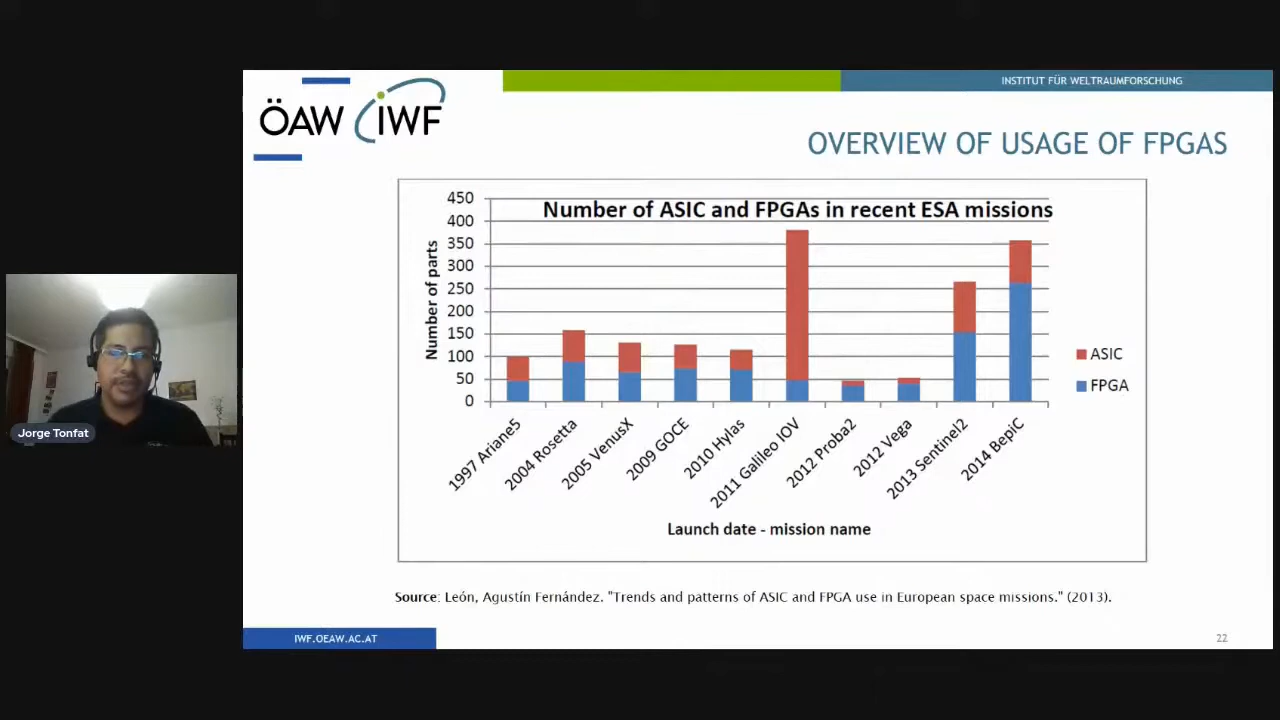 INSTITUT FÜR WELTRAUMFORSCHUNG
ÖAW IWF
OVERVIEW OF USAGE OF FPGAS
Number of ASIC and FPGAs in recent ESA missions
Number of parts
450
400
350
300
250
200
150
100
50
0
ASIC
FPGA
1997 Ariane5
2004 Rosetta
2005 VenusX
2009 GOCE
2010 Hylas
2011 Galileo IOV
2012 Proba2
2012 Vega
2013 Sentinel2
2014 BepiC
Launch date - mission name
Source: León, Agustín Fernández. "Trends and patterns of ASIC and FPGA use in European space missions." (2013).
IWF.OEAW.AC.AT
22
Jorge Tonfat